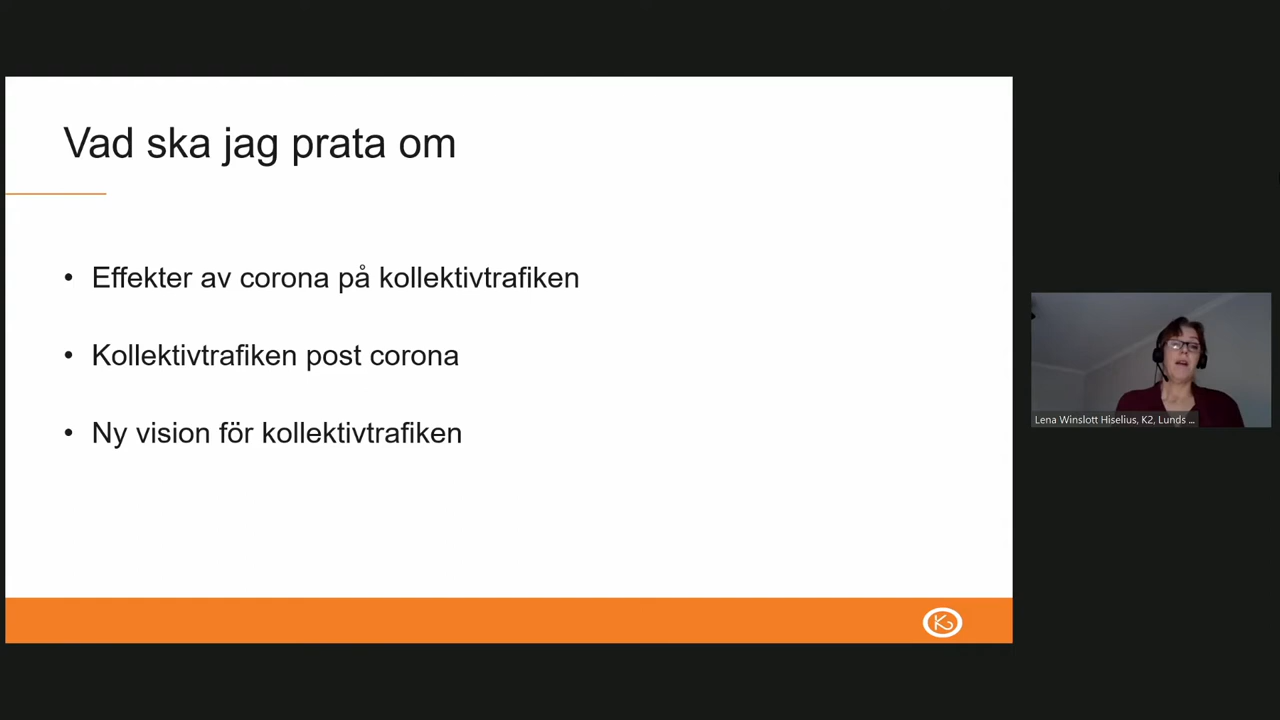 Vad ska jag prata om
• Effekter av corona på kollektivtrafiken
• Kollektivtrafiken post corona
• Ny vision för kollektivtrafiken
Lena Winslott Hiselius, K2, Lunds ...
K2